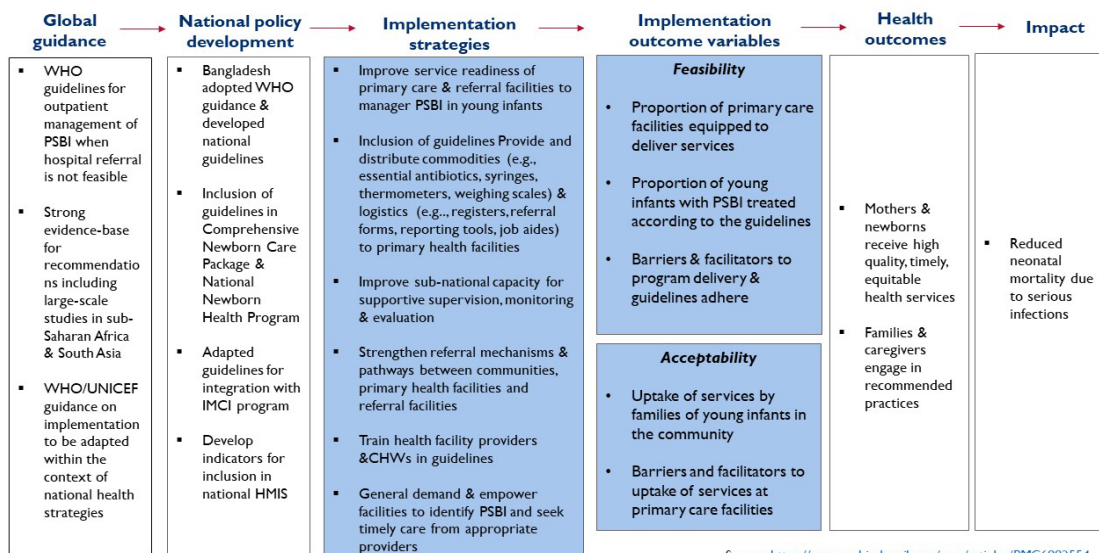 Global
guidance
National policy
development
Implementation
strategies
Implementation
outcome variables
Health
outcomes
Impact
▪ WHO
guidelines for
outpatient
management of
PSBI when
hospital referral
is not feasible
▪ Strong
evidence-base
for
recommendatio
ns including
large-scale
studies in sub-
Saharan Africa
& South Asia
▪ WHO/UNICEF
guidance on
implementation
to be adapted
within the
context of
national health
strategies
▪ Bangladesh
adopted WHO
guidance &
developed
national
guidelines
▪ Inclusion of
guidelines in
Comprehensive
Newborn Care
Package &
National
Newborn
Health Program
▪ Adapted
guidelines for
integration with
IMCI program
▪ Develop
indicators for
inclusion in
national HMIS
▪ Improve service readiness of
primary care & referral facilities to
manager PSBI in young infants
▪ Inclusion of guidelines Provide and
distribute commodities (e.g.,
essential antibiotics, syringes,
thermometers, weighing scales) &
logistics (e.g.., registers, referral
forms, reporting tools, job aides)
to primary health facilities
▪ Improve sub-national capacity for
supportive supervision, monitoring
& evaluation
▪ Strengthen referral mechanisms &
pathways between communities,
primary health facilities and
referral facilities
▪ Train health facility providers
&CHWs in guidelines
▪ General demand & empower
facilities to identify PSBI and seek
timely care from appropriate
providers
Feasibility
• Proportion of primary care
facilities equipped to
deliver services
• Proportion of young
infants with PSBI treated
according to the guidelines
• Barriers & facilitators to
program delivery &
guidelines adhere
Acceptability
• Uptake of services by
families of young infants in
the community
• Barriers and facilitators to
uptake of services at
primary care facilities
▪ Mothers &
newborns
receive high
quality, timely,
equitable
health services
▪ Families &
caregivers
engage in
recommended
practices
▪ Reduced
neonatal
mortality due
to serious
infections